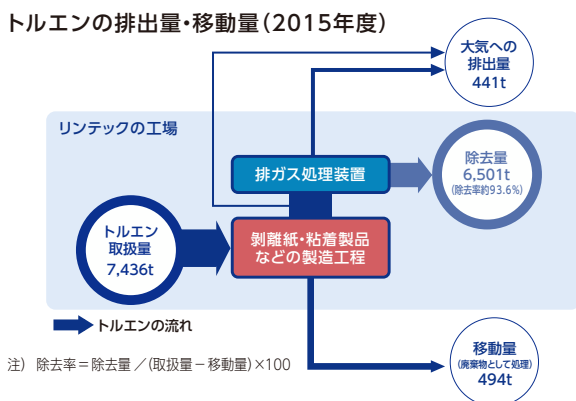 トルエンの排出量・移動量（2015年度）
大気への
排出量
441t
リンテックの工場
排ガス処理装置
除去量
6,501t
(除去率約93.6%)
トルエン
取扱量
7,436t
剥離紙・粘着製品
などの製造工程
トルエンの流れ
注） 除去率＝除去量 ／(取扱量－移動量)×100
移動量
(廃棄物として処理)
494t